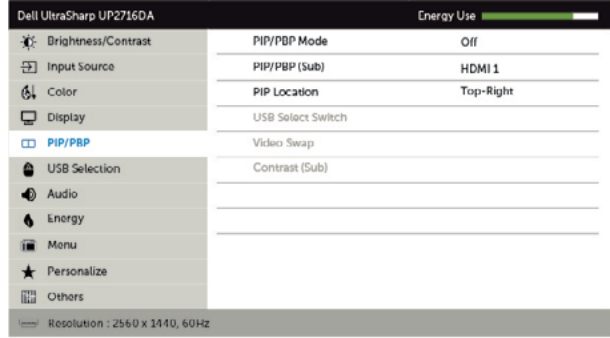 Dell UltraSharp UP2716DA Energy Use
Brightness/Contrast PIP/PBP Mode Off
Input Source PIP/PBP (Sub) HDMI 1
Color PIP Location Top-Right
Display USB Select Switch
PIP/PBP Video Swap
USB Selection Contrast (Sub)
Audio
Energy
Menu
Personalize
Others
Resolution : 2560 x 1440, 60Hz